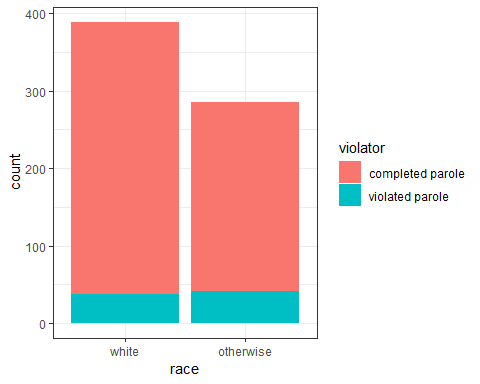 400
300
200
100
0
count
white
otherwise
race
violator
completed parole
violated parole